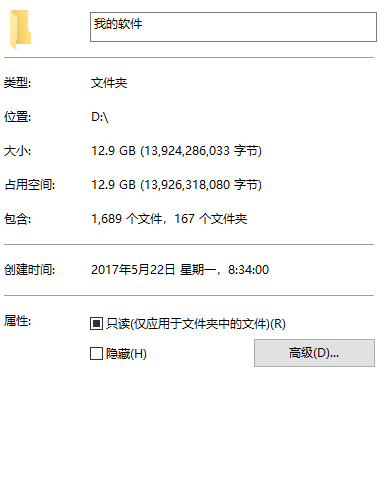 我的软件
类型: 文件夹
位置: D:\
大小: 12.9 GB (13,924,286,033 字节)
占用空间: 12.9 GB (13,926,318,080 字节)
包含: 1,689 个文件，167 个文件夹
创建时间: 2017年5月22日 星期一，8:34:00
属性: 只读(仅应用于文件夹中的文件)(R)
隐藏(H) 高级(D)...